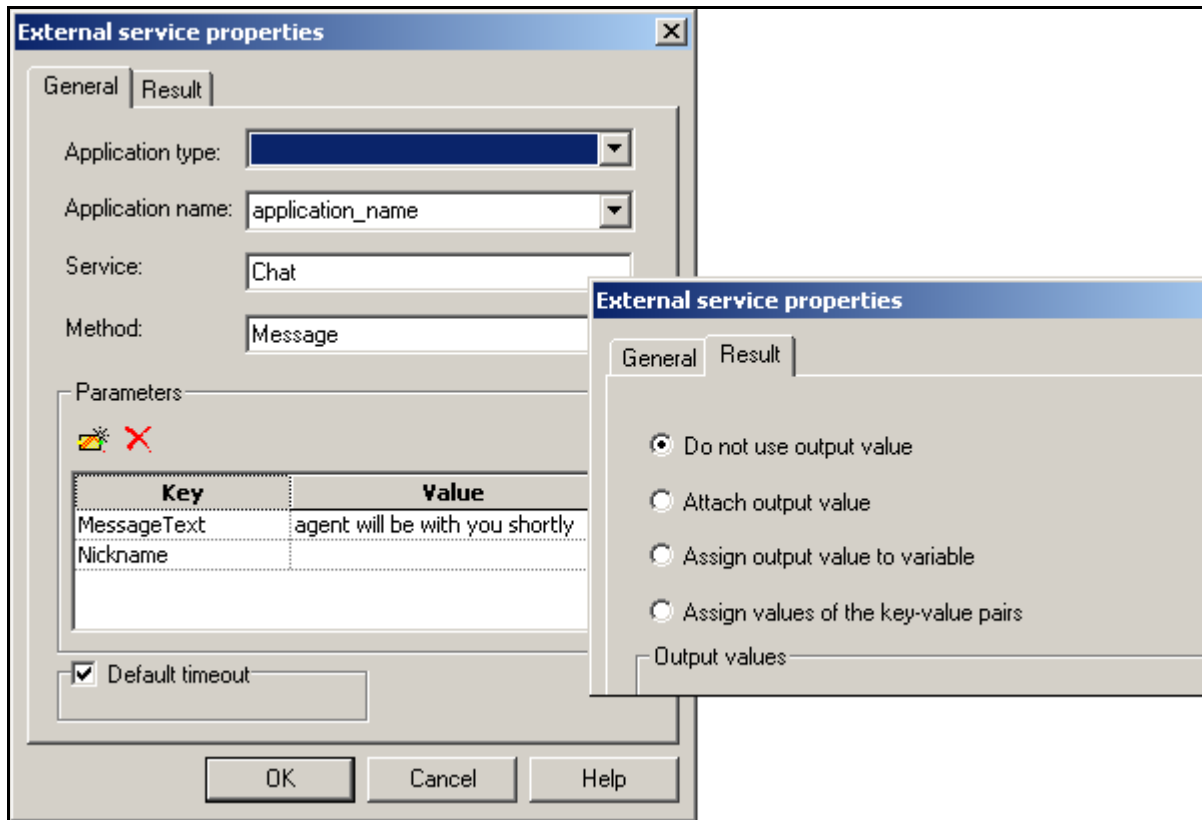 External service properties
General
Result
Application type:
Application name:
application_name
Service:
Chat
Method:
Message
Parameters
Key
Value
MessageText
agent will be with you shortly
Nickname
Default timeout
OK
Cancel
Help
External service properties
General
Result
Do not use output value
Attach output value
Assign output value to variable
Assign values of the key-value pairs
Output values